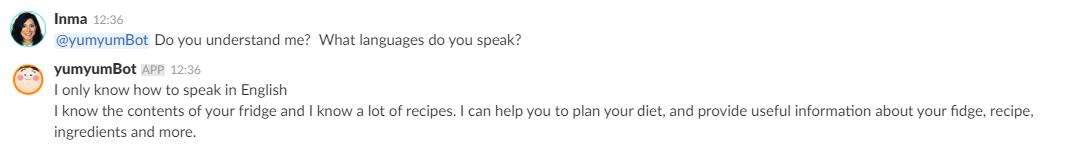 Inma 12:36
@yumyumBot Do you understand me? What languages do you speak?
yumyumBot APP 12:36
I only know how to speak in English
I know the contents of your fridge and I know a lot of recipes. I can help you to plan your diet, and provide useful information about your fidge, recipe,
ingredients and more.